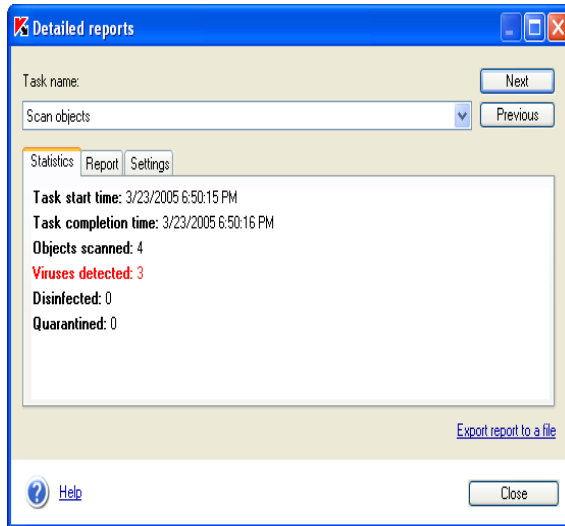 Detailed reports
Task name:
Next
Scan objects
Previous
Statistics
Report
Settings
Task start time: 3/23/2005 6:50:15 PM
Task completion time: 3/23/2005 6:50:16 PM
Objects scanned: 4
Viruses detected: 3
Disinfected: 0
Quarantined: 0
Export report to a file
Help
Close